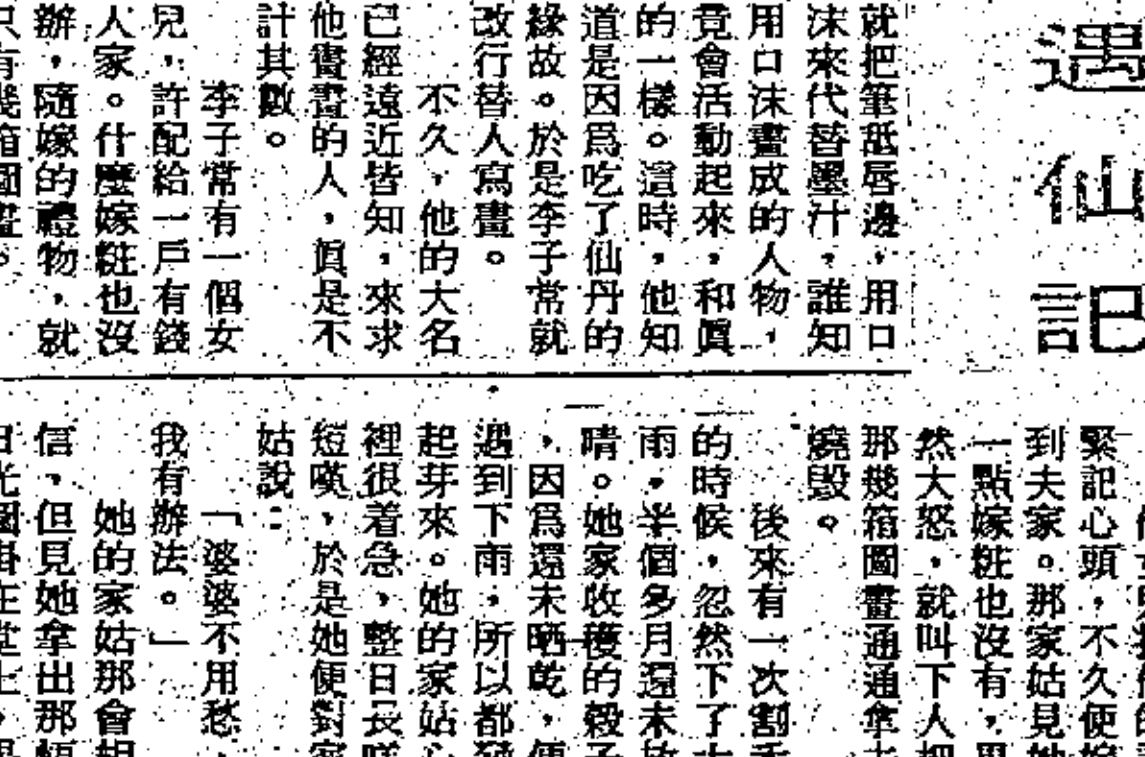 遇仙記
就把筆舐唇邊,用口
沫來代替墨汁,誰知
用口沫畫成的人物,
竟會活動起來,和眞
的一樣。這時,他知
道是因爲吃了仙丹的
緣故。於是李子常就
改行替人寫畫。
不久,他的大名
已經遠近皆知,來求
他畫畫的人,眞是不
計其數。
李子常有一個女
兒,許配給一戶有錢
人家。什麼嫁粧也沒
辦,隨嫁的禮物,就
只有幾箱圖畫。
緊記心頭,不久便嫁
到夫家。那家姑見她
一點嫁粧也沒有,
然大怒,就叫下人把
那幾箱圖畫通通拿
燒毀。
後來有一次割禾
的時候,忽然下了大
雨,半個多月還未放
晴。她家收穫的穀子
,因爲還未晒乾,便
遇到下雨,所以都
起芽來。她的家姑心
裡很着急,整日長
短嘆,於是她便對家
姑說:
「婆婆不用愁,
我有辦法。」
她的家姑那會相
信,但見她拿出那幅
日光圖掛在堂上,